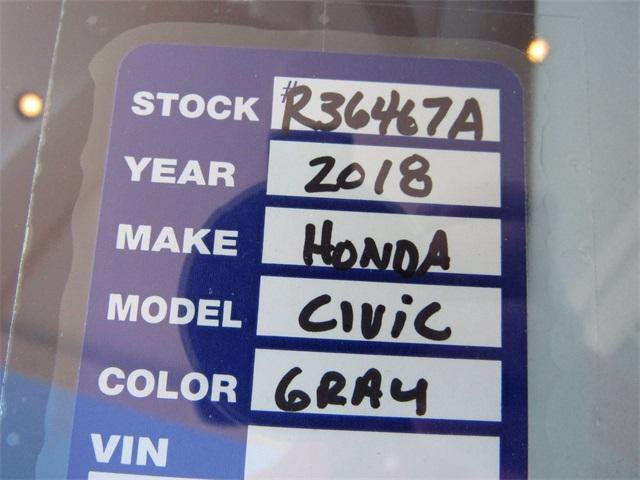 STOCK #R36467A
YEAR 2018
MAKE HONDA
MODEL CIVIC
COLOR GRAY
VIN